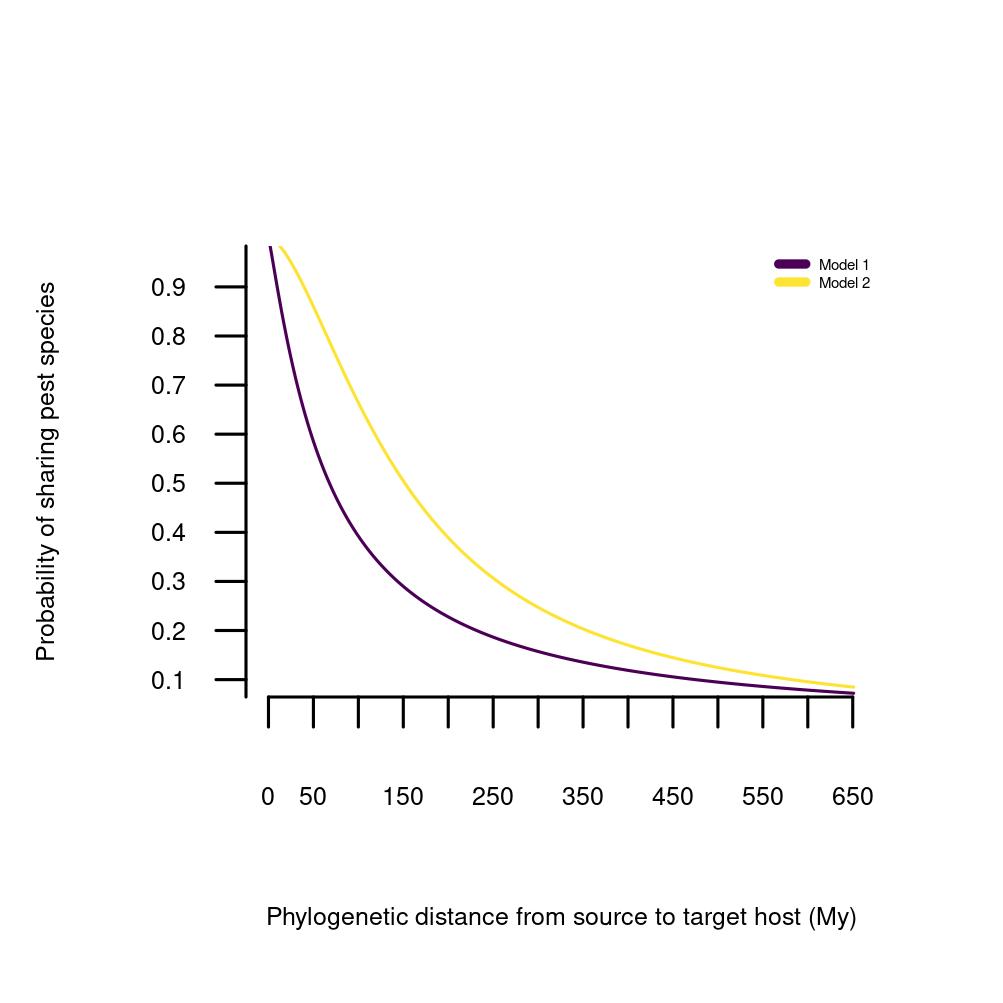 Model 1
Model 2
Probability of sharing pest species
0.9
0.8
0.7
0.6
0.5
0.4
0.3
0.2
0.1
0 50 150 250 350 450 550 650
Phylogenetic distance from source to target host (My)